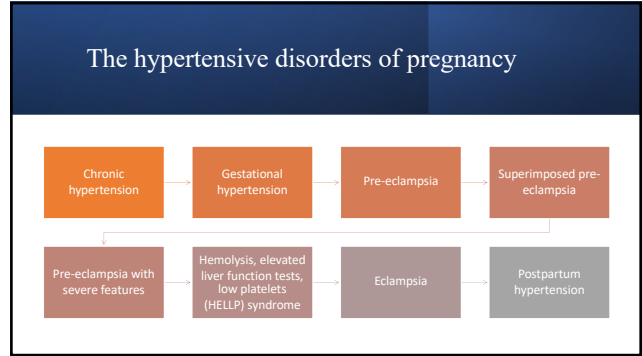 The hypertensive disorders of pregnancy
Chronic
hypertension
Gestational
hypertension
Pre-eclampsia
Superimposed pre-
eclampsia
Pre-eclampsia with
severe features
Hemolysis, elevated
liver function tests,
low platelets
(HELLP) syndrome
Eclampsia
Postpartum
hypertension